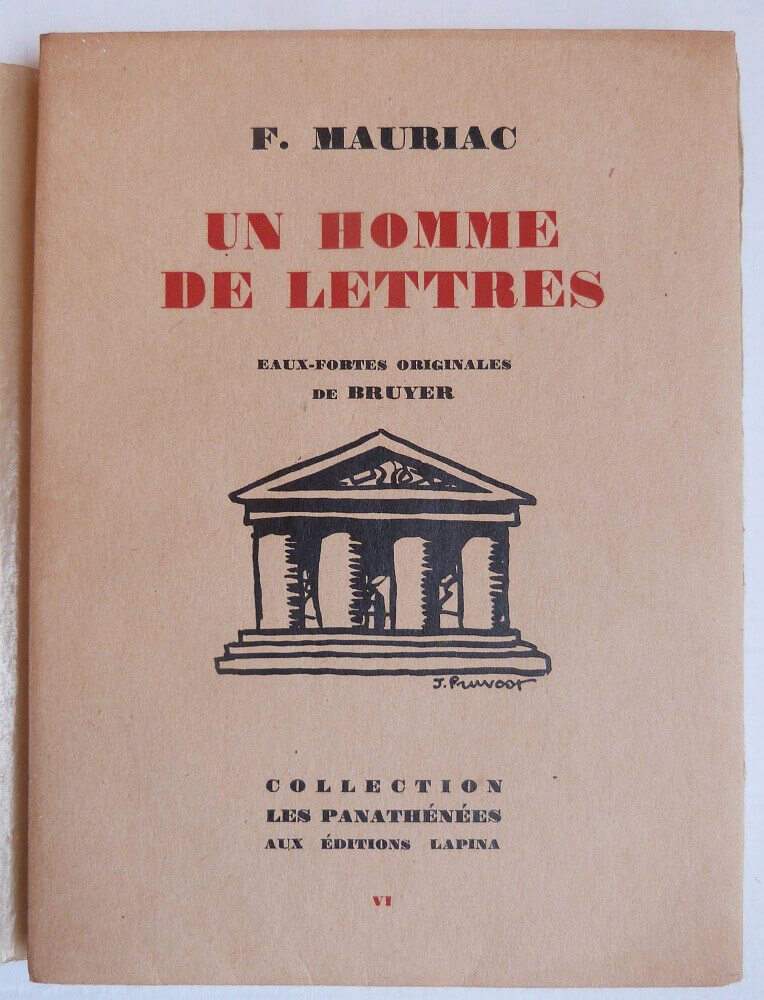 F. MAURIAC
UN HOMME
DE LETTRES
EAUX-FORTES ORIGINALES
DE BRUYER
J. Pruvost
COLLECTION
LES PANATHÉNÉES
AUX ÉDITIONS LAPINA
VI